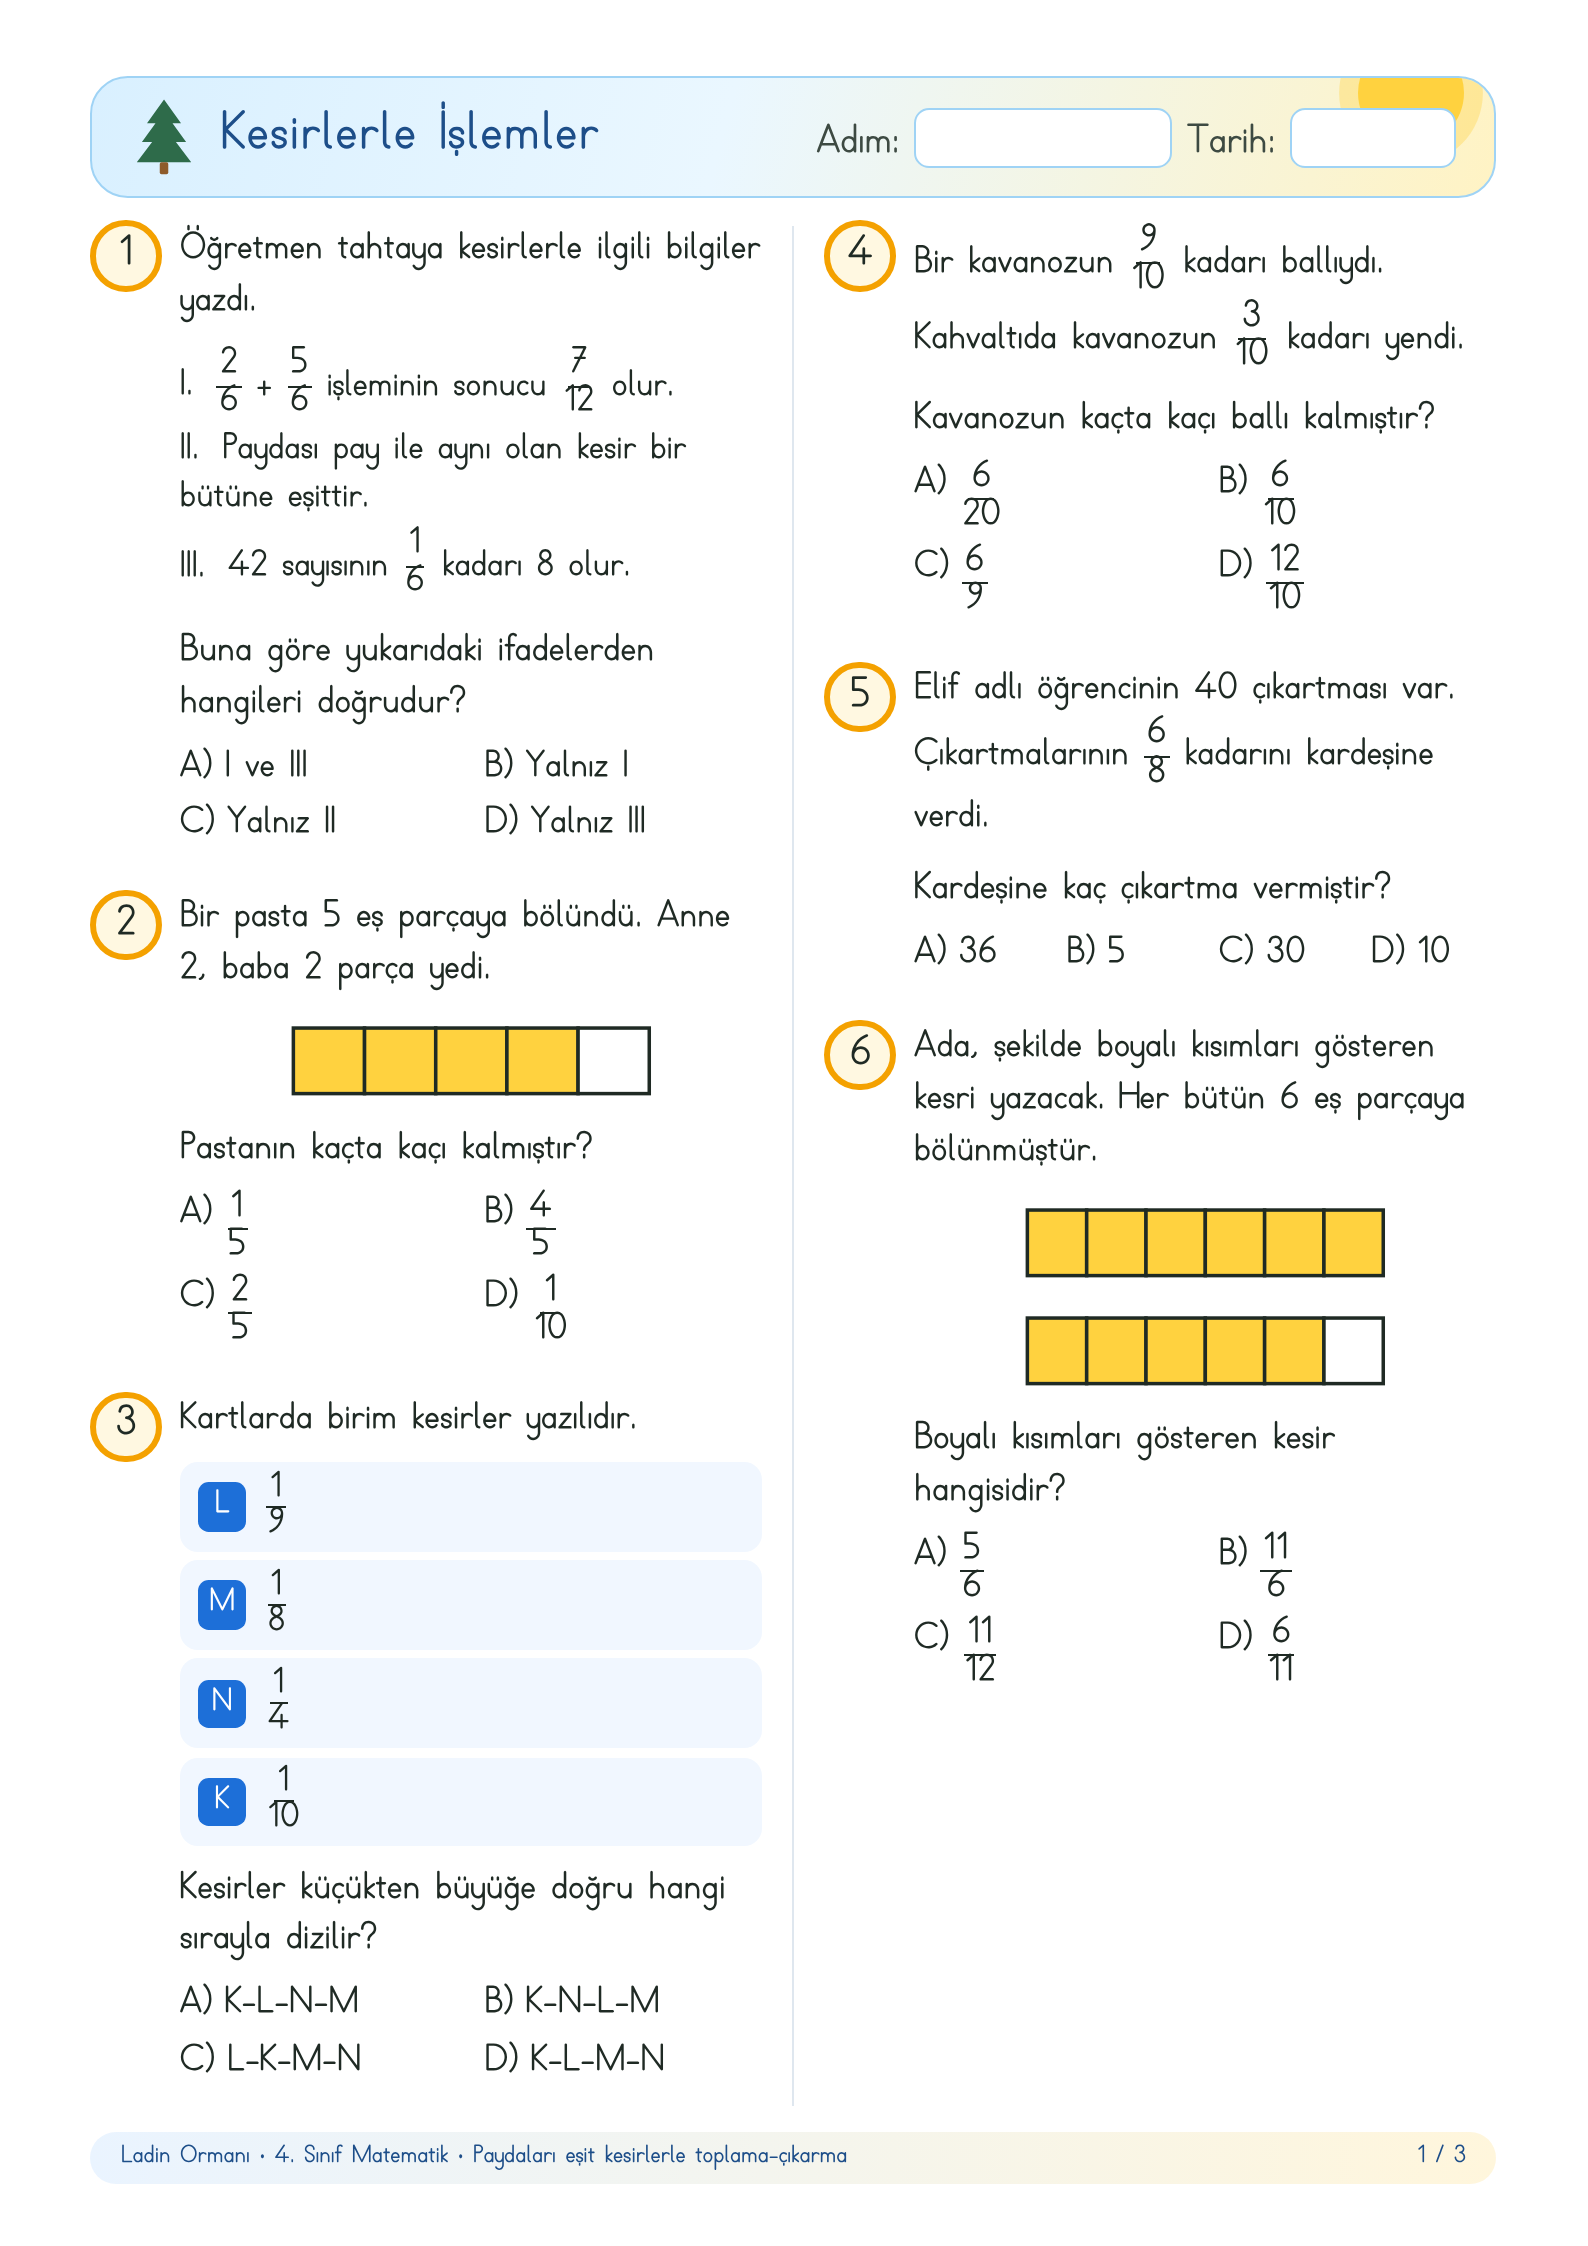 Kesirlerle İşlemler
Adım:
Tarih:
1
Öğretmen tahtaya kesirlerle ilgili bilgiler
yazdı.
I. 2/6 + 5/6 işleminin sonucu 7/12 olur.
II. Paydası pay ile aynı olan kesir bir
bütüne eşittir.
III. 42 sayısının 1/6 kadarı 8 olur.
Buna göre yukarıdaki ifadelerden
hangileri doğrudur?
A) I ve III
B) Yalnız I
C) Yalnız II
D) Yalnız III
2
Bir pasta 5 eş parçaya bölündü. Anne
2, baba 2 parça yedi.
Pastanın kaçta kaçı kalmıştır?
A) 1/5
B) 4/5
C) 2/5
D) 1/10
3
Kartlarda birim kesirler yazılıdır.
L 1/9
M 1/8
N 1/4
K 1/10
Kesirler küçükten büyüğe doğru hangi
sırayla dizilir?
A) K-L-N-M
B) K-N-L-M
C) L-K-M-N
D) K-L-M-N
4
Bir kavanozun 9/10 kadarı ballıydı.
Kahvaltıda kavanozun 3/10 kadarı yendi.
Kavanozun kaçta kaçı ballı kalmıştır?
A) 6/20
B) 6/10
C) 6/9
D) 12/10
5
Elif adlı öğrencinin 40 çıkartması var.
Çıkartmalarının 6/8 kadarını kardeşine
verdi.
Kardeşine kaç çıkartma vermiştir?
A) 36
B) 5
C) 30
D) 10
6
Ada, şekilde boyalı kısımları gösteren
kesri yazacak. Her bütün 6 eş parçaya
bölünmüştür.
Boyalı kısımları gösteren kesir
hangisidir?
A) 5/6
B) 11/6
C) 11/12
D) 6/11
Ladin Ormanı • 4. Sınıf Matematik • Paydaları eşit kesirlerle toplama-çıkarma
1 / 3